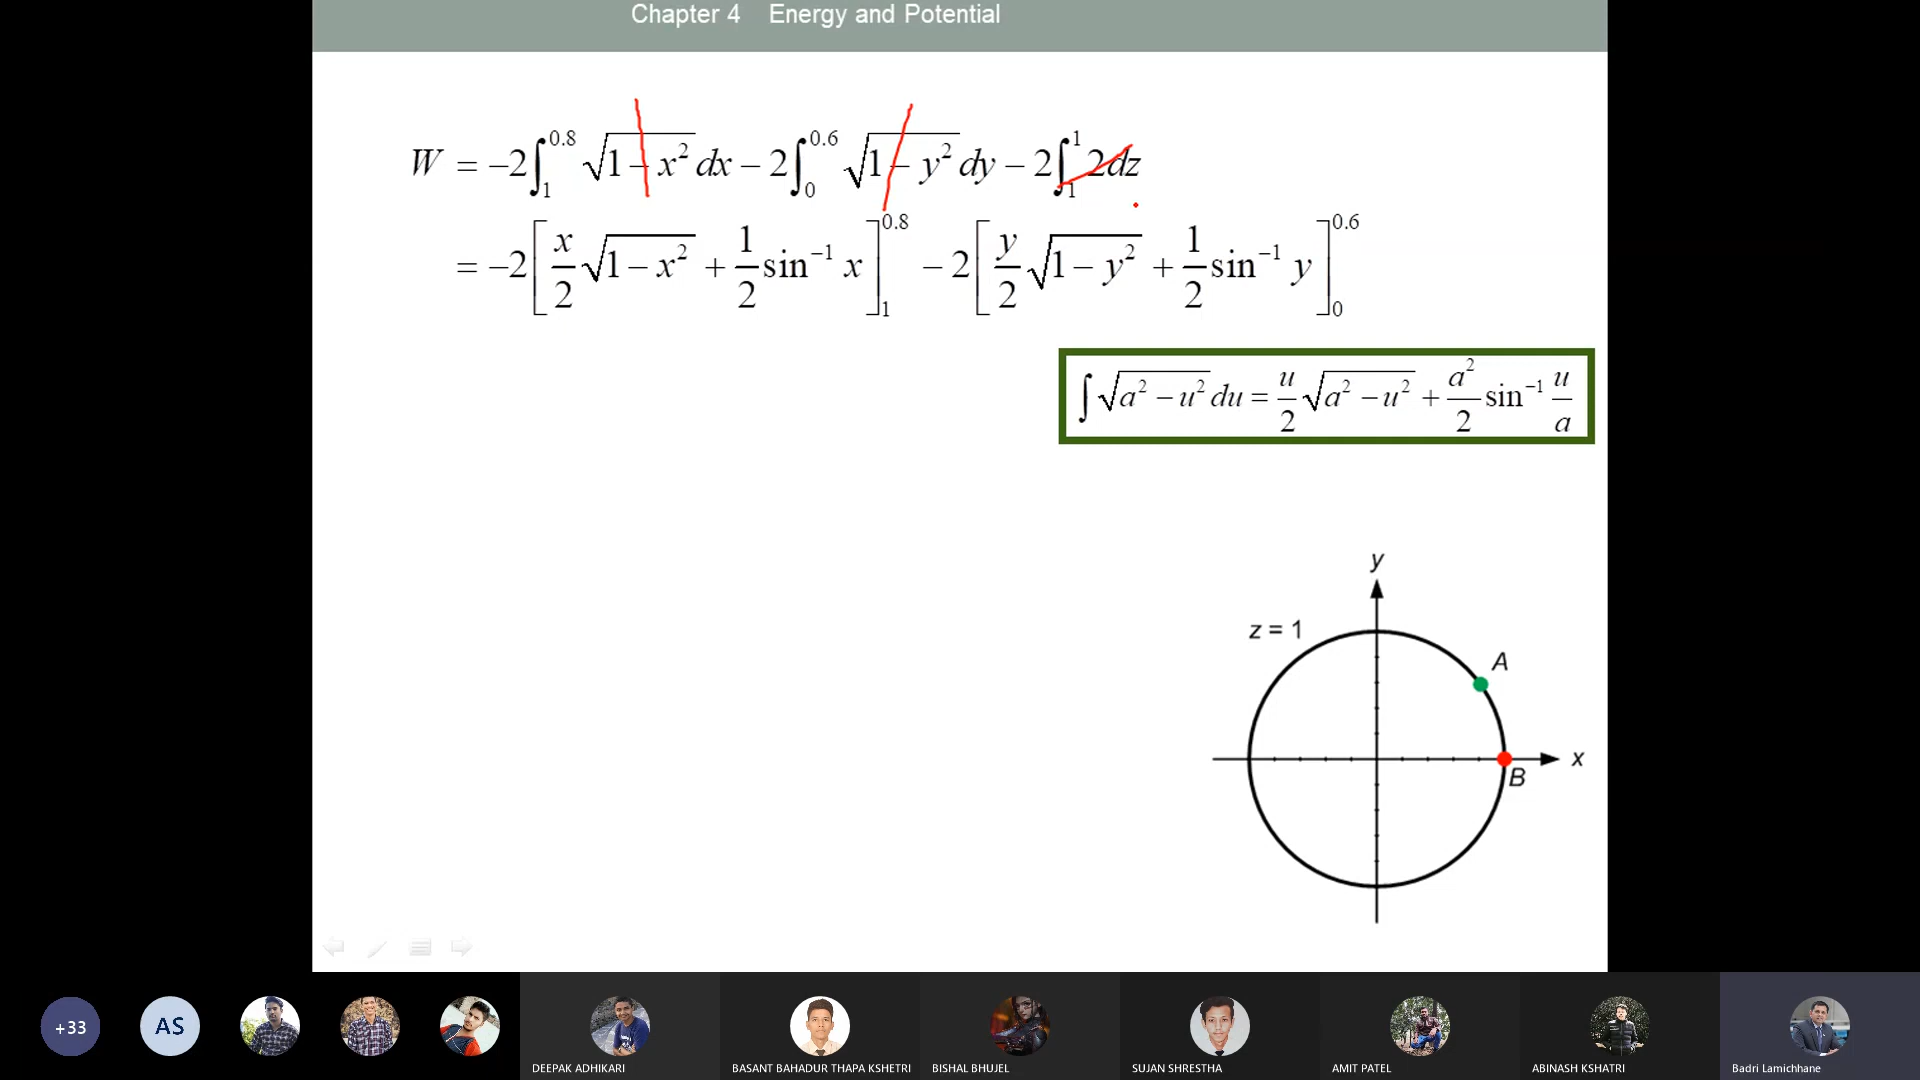 Chapter 4 Energy and Potential
W = −2∫₁^0.8 √(1 − x²) dx − 2∫₀^0.6 √(1 − y²) dy − 2∫₁^1 2dz
= −2[x/2 √(1 − x²) + 1/2 sin⁻¹ x]₁^0.8 − 2[y/2 √(1 − y²) + 1/2 sin⁻¹ y]₀^0.6
∫√(a² − u²) du = u/2 √(a² − u²) + a²/2 sin⁻¹ u/a
y
z = 1
A
x
B
+33
AS
DEEPAK ADHIKARI
BASANT BAHADUR THAPA KSHETRI
BISHAL BHUJEL
SUJAN SHRESTHA
AMIT PATEL
ABINASH KSHATRI
Badri Lamichhane